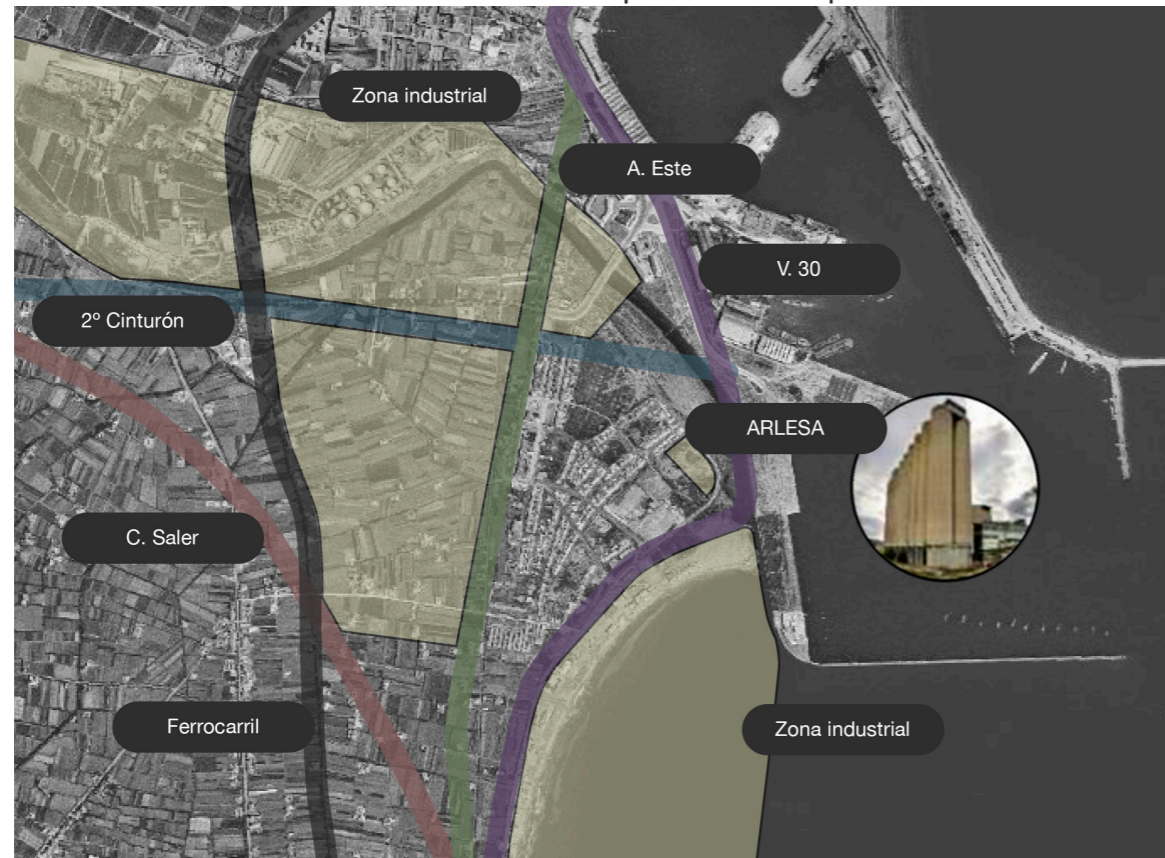 Zona industrial
A. Este
V. 30
2º Cinturón
ARLESA
C. Saler
Ferrocarril
Zona industrial